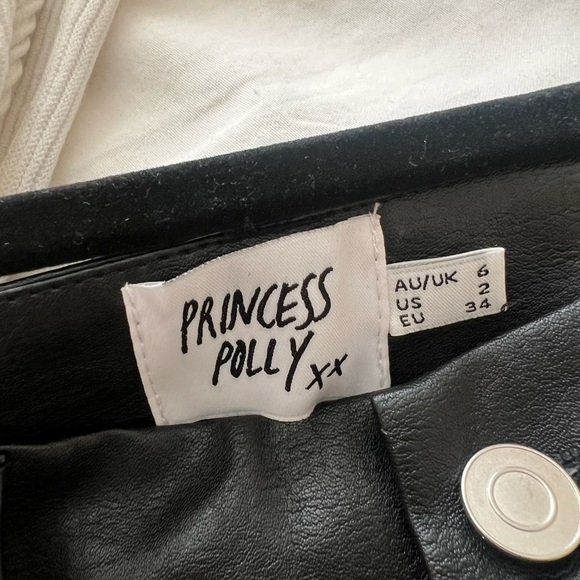 PRINCESS
POLLY xx
AU/UK 6
US 2
EU 34